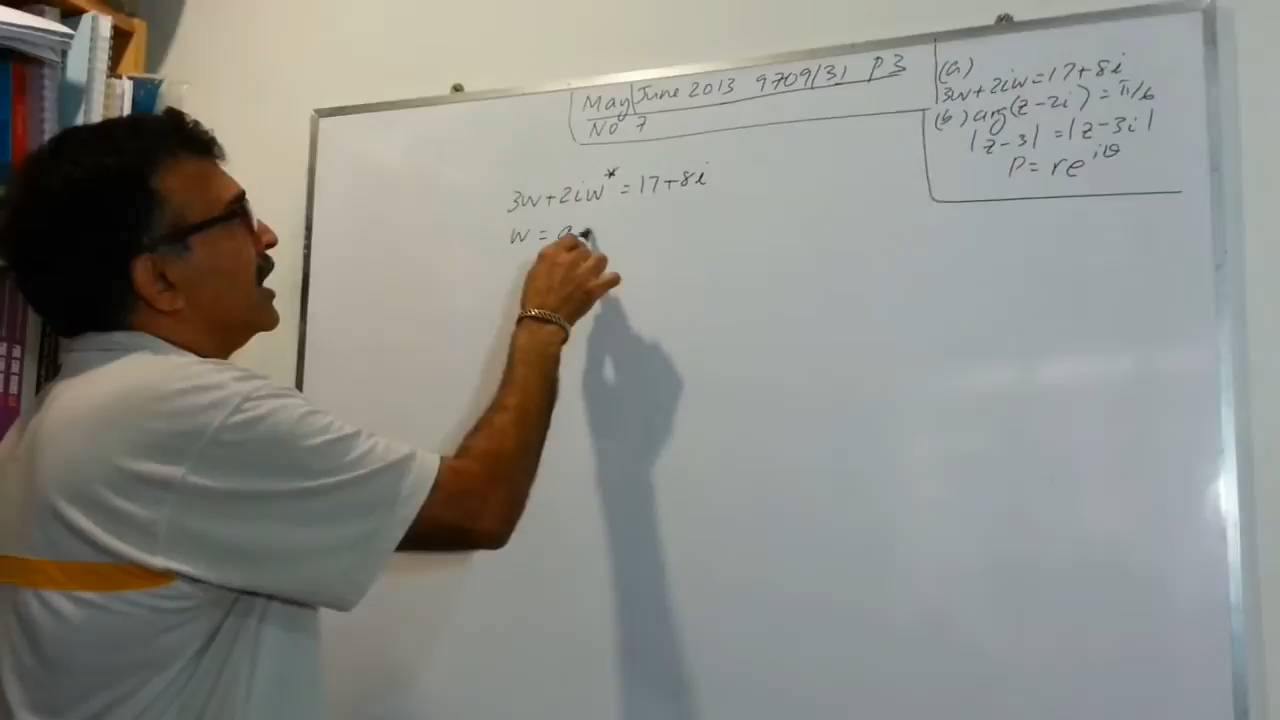 May/June 2013 9709/31 P3
NO 7
(a)
3w+2iw=17+8i
(b) arg(z-2i) = π/6
|z-3| = |z-3i|
P = re^{iθ}
3w+2iw*=17+8i
w = a